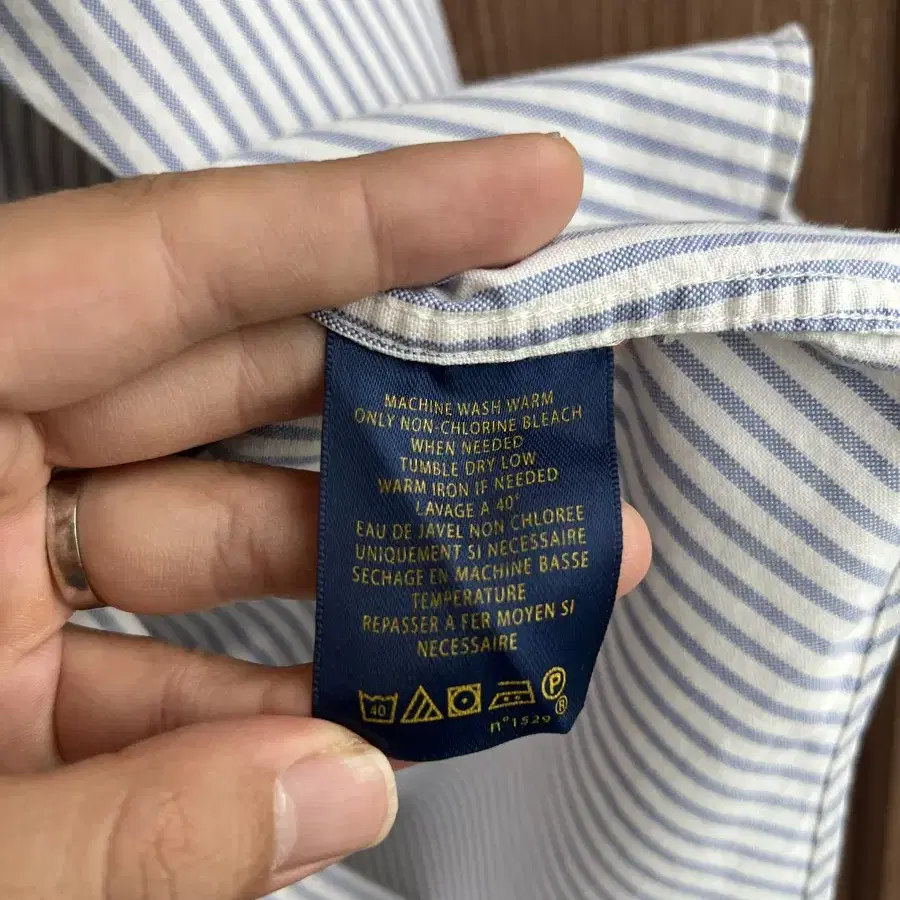 MACHINE WASH WARM
ONLY NON-CHLORINE BLEACH
WHEN NEEDED
TUMBLE DRY LOW
WARM IRON IF NEEDED
LAVAGE A 40°
EAU DE JAVEL NON CHLOREE
UNIQUEMENT SI NECESSAIRE
SECHAGE EN MACHINE BASSE
TEMPERATURE
REPASSER A FER MOYEN SI
NECESSAIRE
40 P
®
n°1529